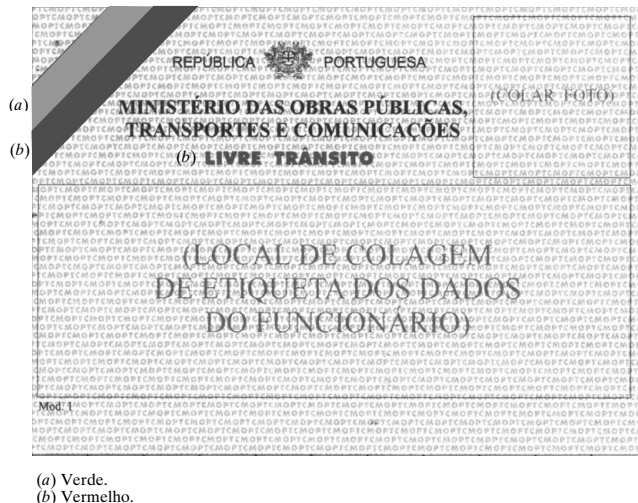 REPÚBLICA PORTUGUESA
(COLAR FOTO)
(a)
MINISTÉRIO DAS OBRAS PÚBLICAS,
TRANSPORTES E COMUNICAÇÕES
(b)
(b) LIVRE TRÂNSITO
(LOCAL DE COLAGEM
DE ETIQUETA DOS DADOS
DO FUNCIONÁRIO)
Mod. 1
(a) Verde.
(b) Vermelho.